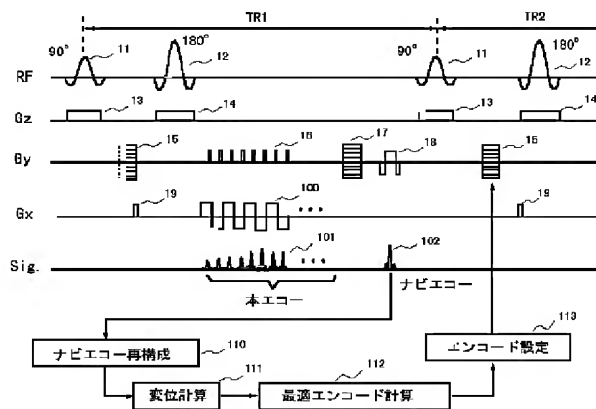 TR1 TR2
90° 11 180° 12 90° 11 180° 12
RF
Gz 13 14 13 14
Gy 15 16 17 18 15
Gx 19 100 19
Sig. 101 102
本エコー ナビエコー
ナビエコー再構成 110
変位計算 111
最適エンコード計算 112
エンコード設定 113